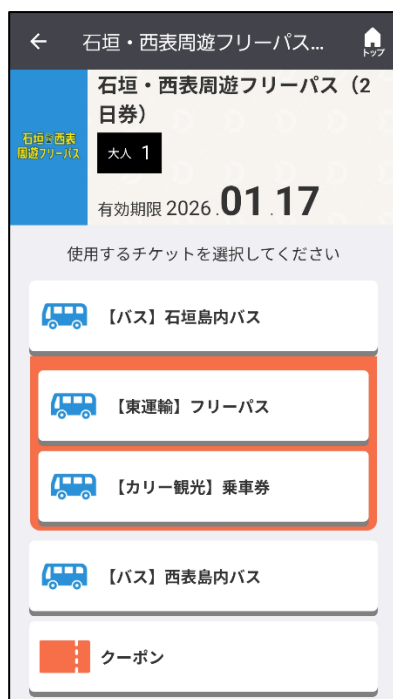 石垣・西表周遊フリーパス...
トップ
石垣・西表周遊フリーパス（2
日券）
石垣⇔西表
周遊フリーパス
大人 1
有効期限 2026.01.17
使用するチケットを選択してください
【バス】石垣島内バス
【東運輸】フリーパス
【カリー観光】乗車券
【バス】西表島内バス
クーポン